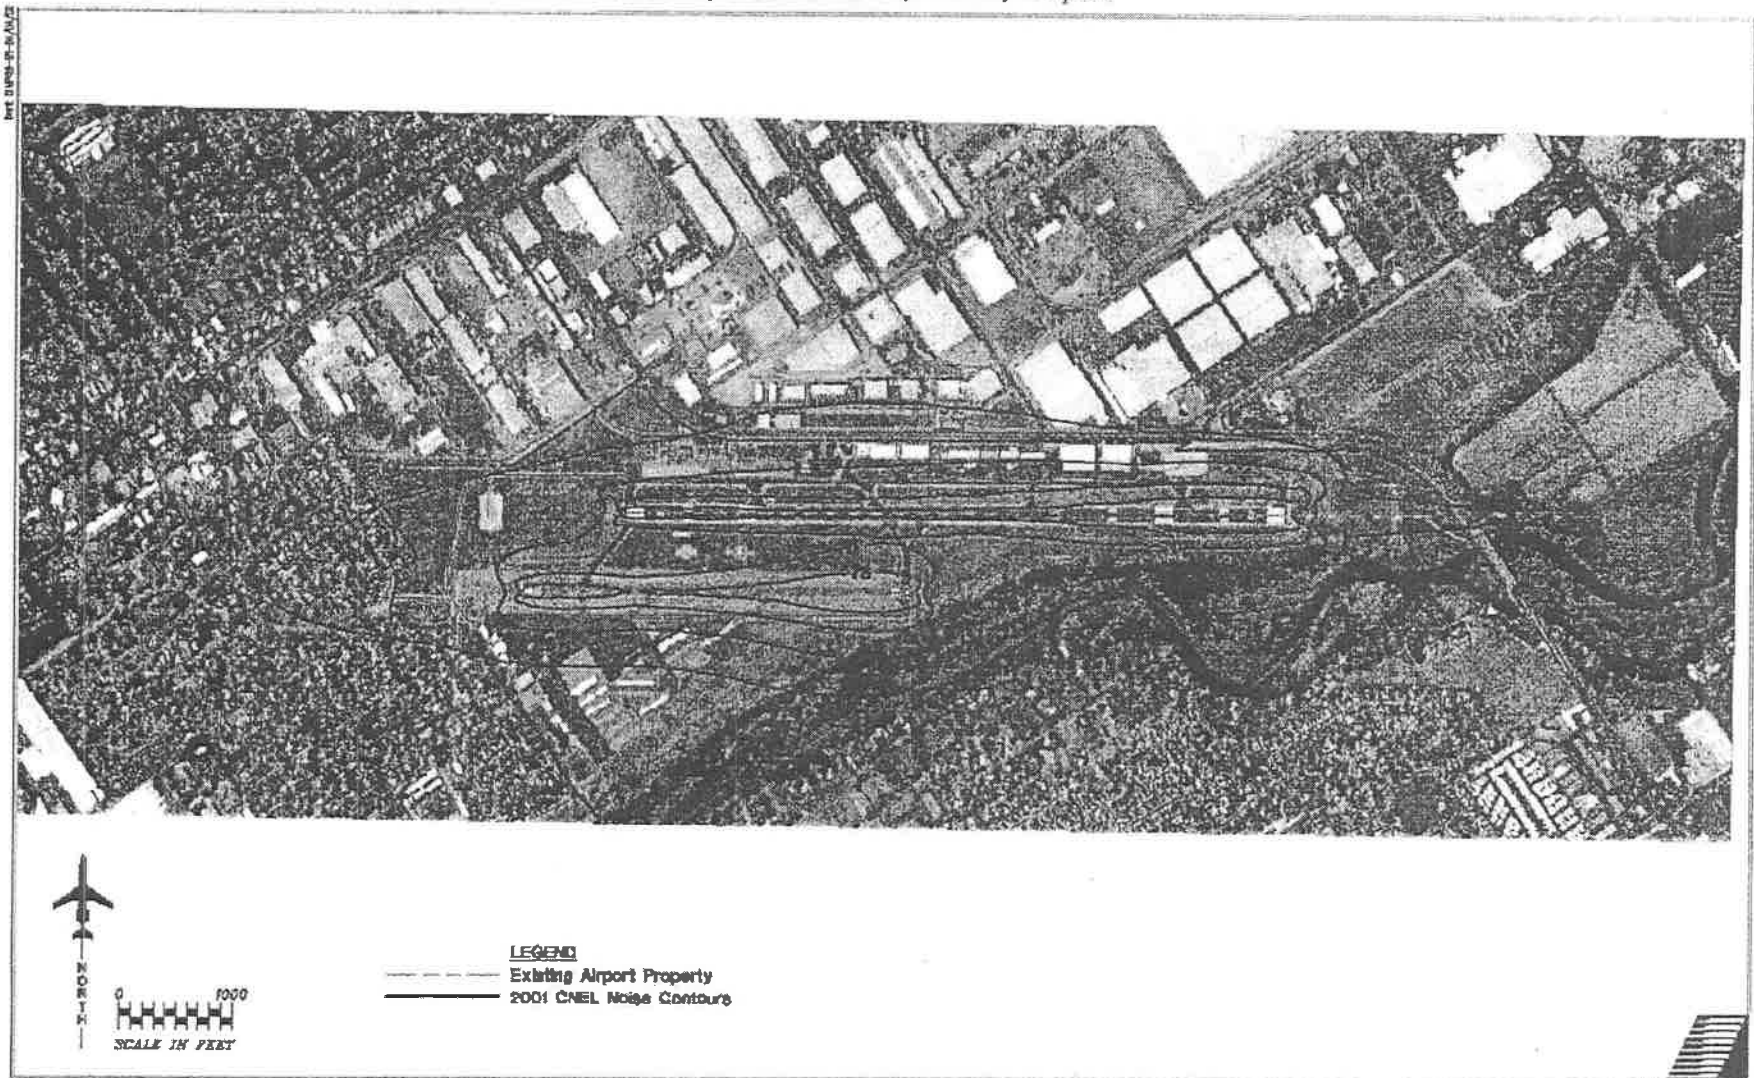 NORTH
0 1000
SCALE IN FEET
LEGEND
Existing Airport Property
2001 CNEL Noise Contours